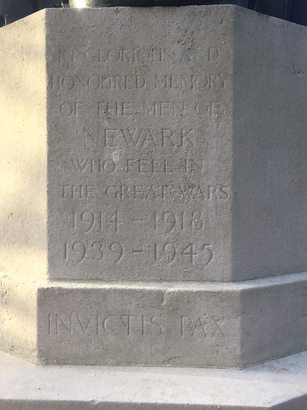 IN GLORIOUS AND
HONOURED MEMORY
OF THE MEN OF
NEWARK
WHO FELL IN
THE GREAT WARS
1914 - 1918
1939 - 1945
INVICTIS PAX